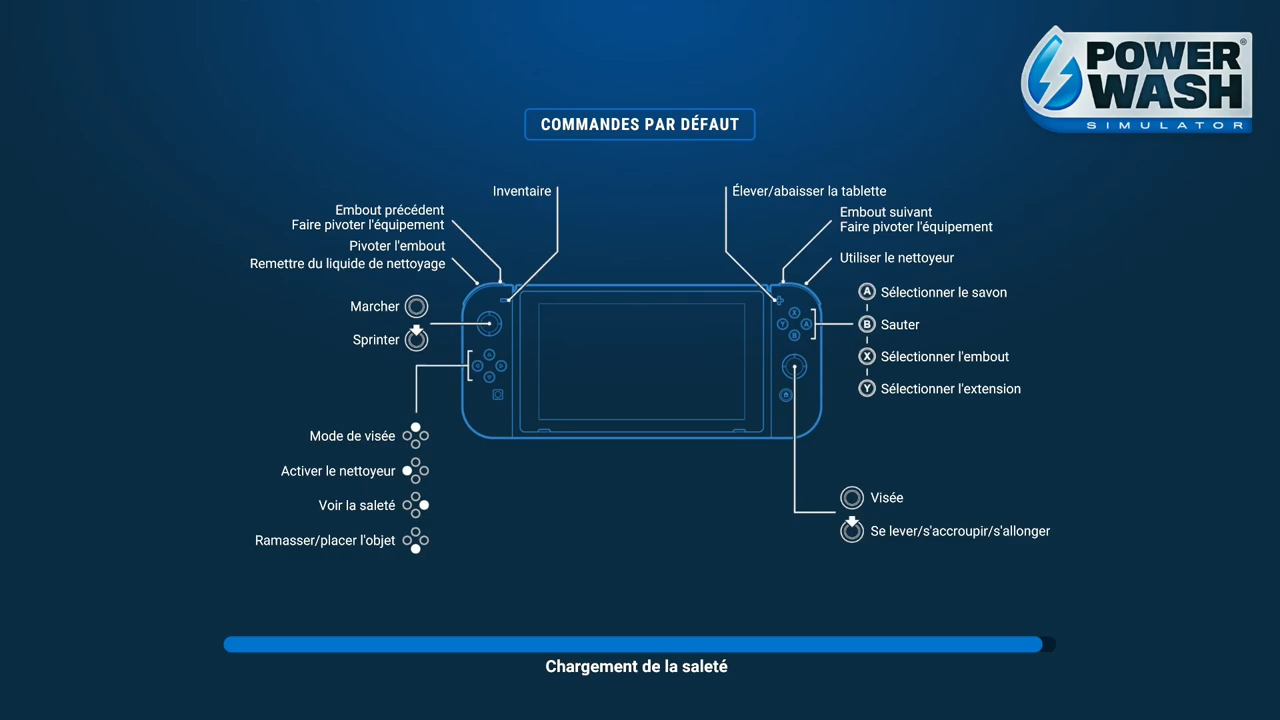 POWER
WASH
SIMULATOR
®
COMMANDES PAR DÉFAUT
Inventaire
Élever/abaisser la tablette
Embout précédent
Faire pivoter l'équipement
Embout suivant
Faire pivoter l'équipement
Pivoter l'embout
Remettre du liquide de nettoyage
Utiliser le nettoyeur
Marcher
Sprinter
X
Y
A
B
A Sélectionner le savon
B Sauter
X Sélectionner l'embout
Y Sélectionner l'extension
Mode de visée
Activer le nettoyeur
Voir la saleté
Ramasser/placer l'objet
Visée
Se lever/s'accroupir/s'allonger
Chargement de la saleté